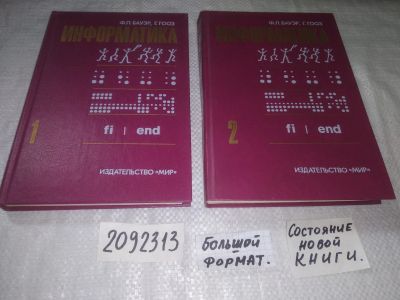 Ф.Л. БАУЭР, Г. ГООЗ
ИНФОРМАТИКА
1
fi | end
ИЗДАТЕЛЬСТВО «МИР»
Ф.Л. БАУЭР, Г. ГООЗ
ИНФОРМАТИКА
2
fi | end
ИЗДАТЕЛЬСТВО «МИР»
2092313
БОЛЬШОЙ
ФОРМАТ.
СОСТОЯНИЕ
НОВОЙ
КНИГИ.